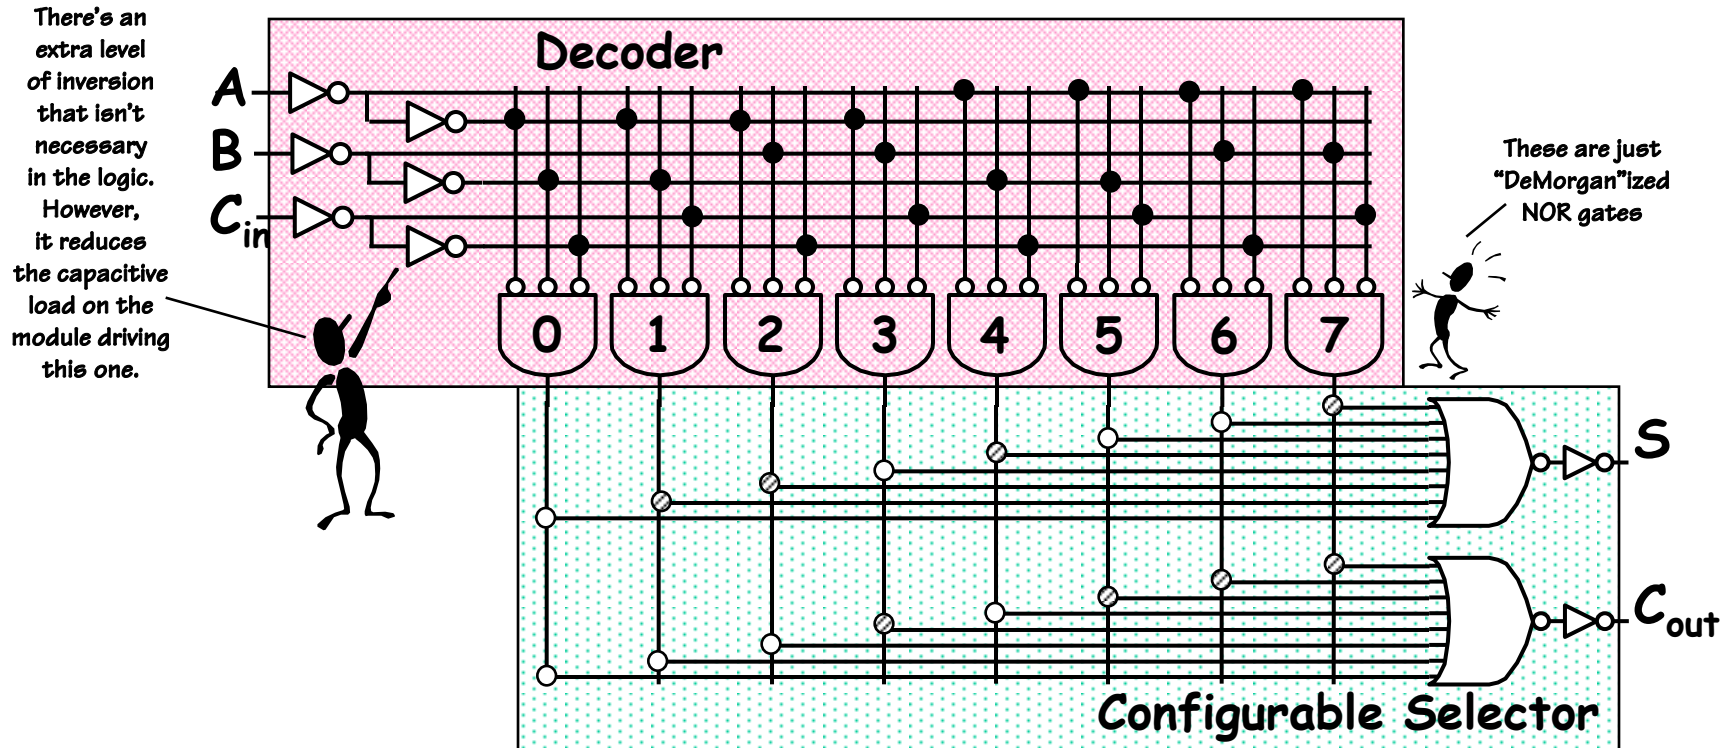 There's an
extra level
of inversion
that isn't
necessary
in the logic.
However,
it reduces
the capacitive
load on the
module driving
this one.
Decoder
A
B
Cin
0 1 2 3 4 5 6 7
These are just
“DeMorgan”ized
NOR gates
S
Cout
Configurable Selector